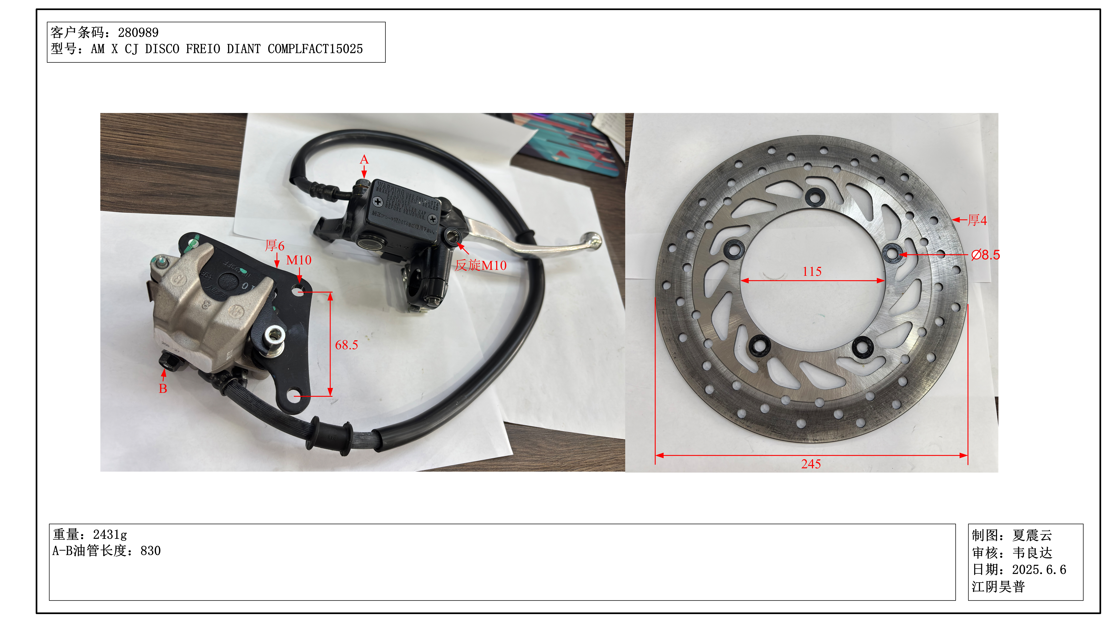 客户条码：280989
型号：AM X CJ DISCO FREIO DIANT COMPLFACT15025
A
厚6
M10
反旋M10
68.5
B
厚4
Ø8.5
115
245
重量：2431g
A-B油管长度：830
制图：夏震云
审核：韦良达
日期：2025.6.6
江阴昊普